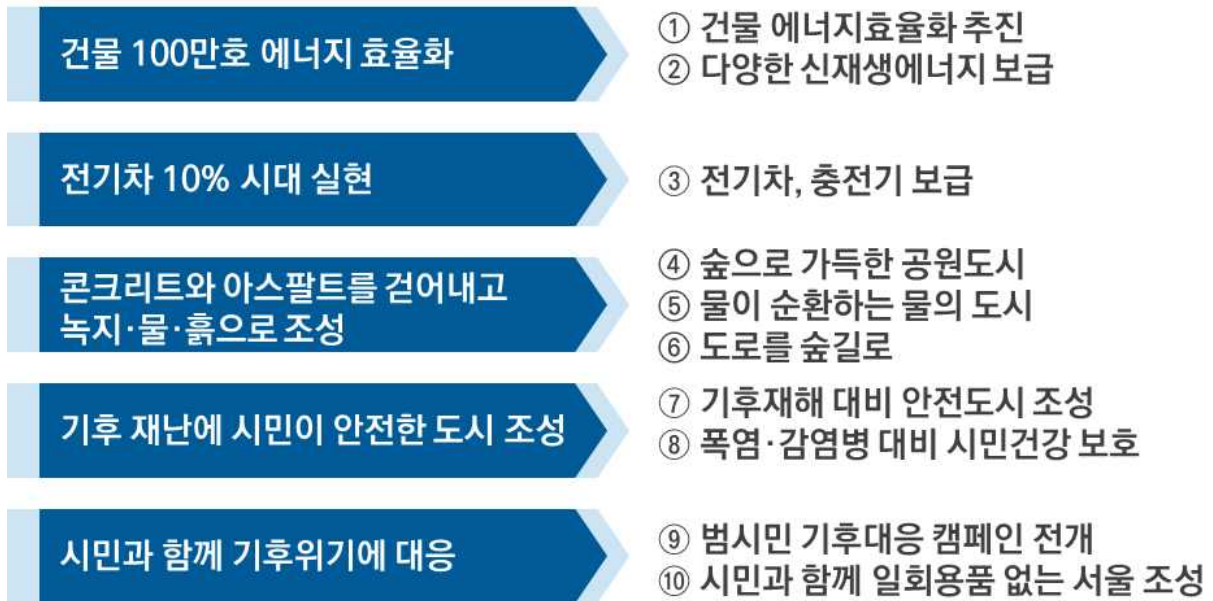 건물 100만호 에너지 효율화
① 건물 에너지효율화 추진
② 다양한 신재생에너지 보급
전기차 10% 시대 실현
③ 전기차, 충전기 보급
콘크리트와 아스팔트를 걷어내고
녹지·물·흙으로 조성
④ 숲으로 가득한 공원도시
⑤ 물이 순환하는 물의 도시
⑥ 도로를 숲길로
기후 재난에 시민이 안전한 도시 조성
⑦ 기후재해 대비 안전도시 조성
⑧ 폭염·감염병 대비 시민건강 보호
시민과 함께 기후위기에 대응
⑨ 범시민 기후대응 캠페인 전개
⑩ 시민과 함께 일회용품 없는 서울 조성